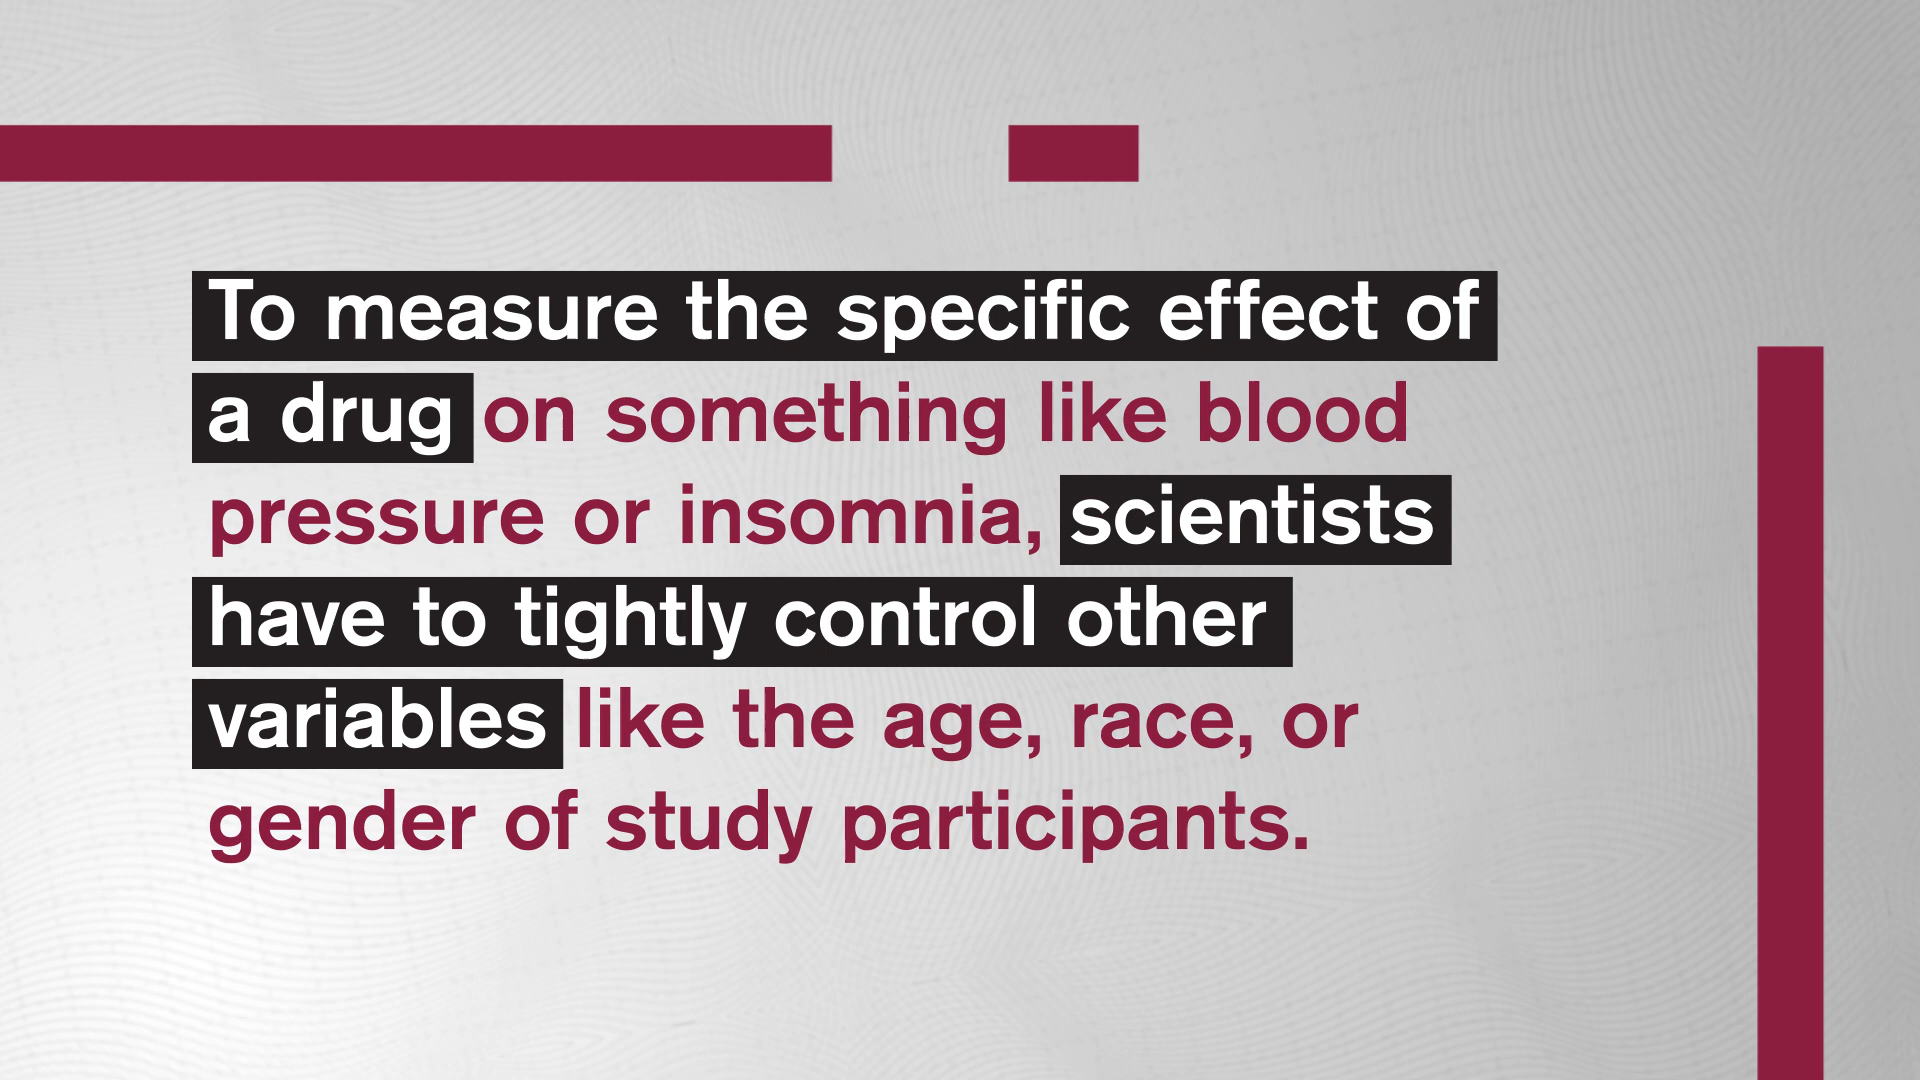 To measure the specific effect of
a drug on something like blood
pressure or insomnia, scientists
have to tightly control other
variables like the age, race, or
gender of study participants.